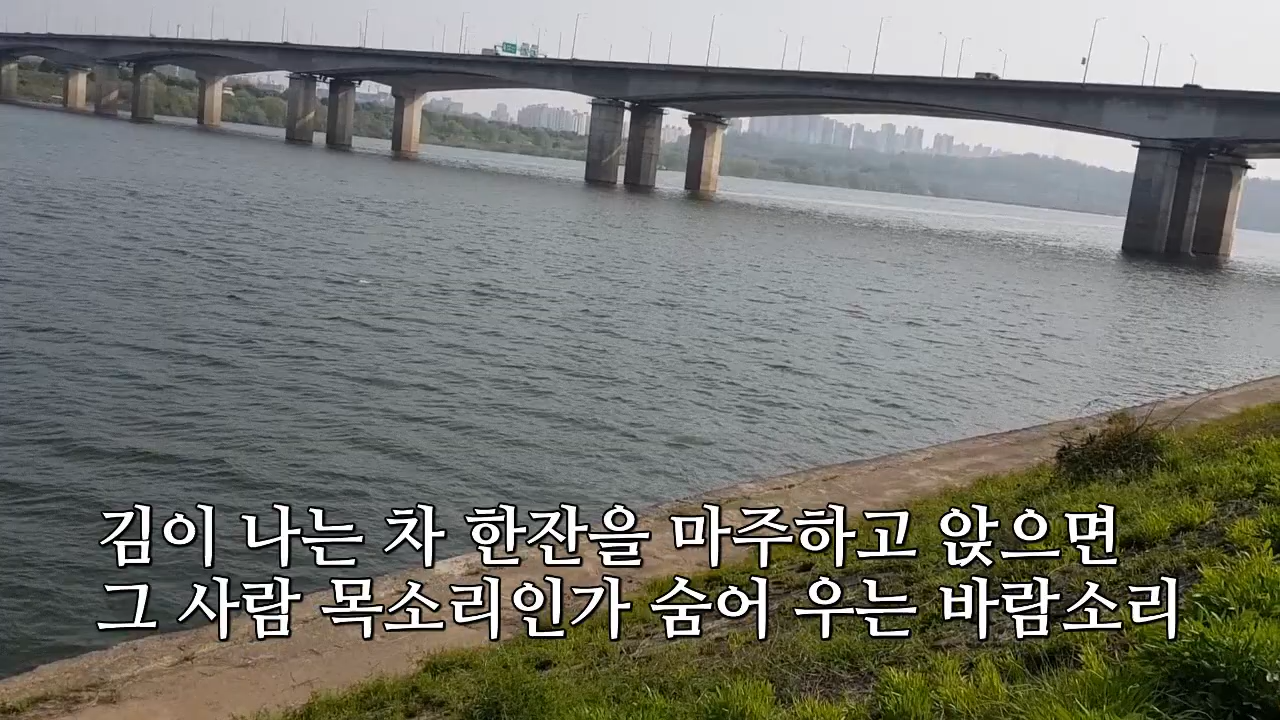 김이 나는 차 한잔을 마주하고 앉으면
그 사람 목소리인가 숨어 우는 바람소리